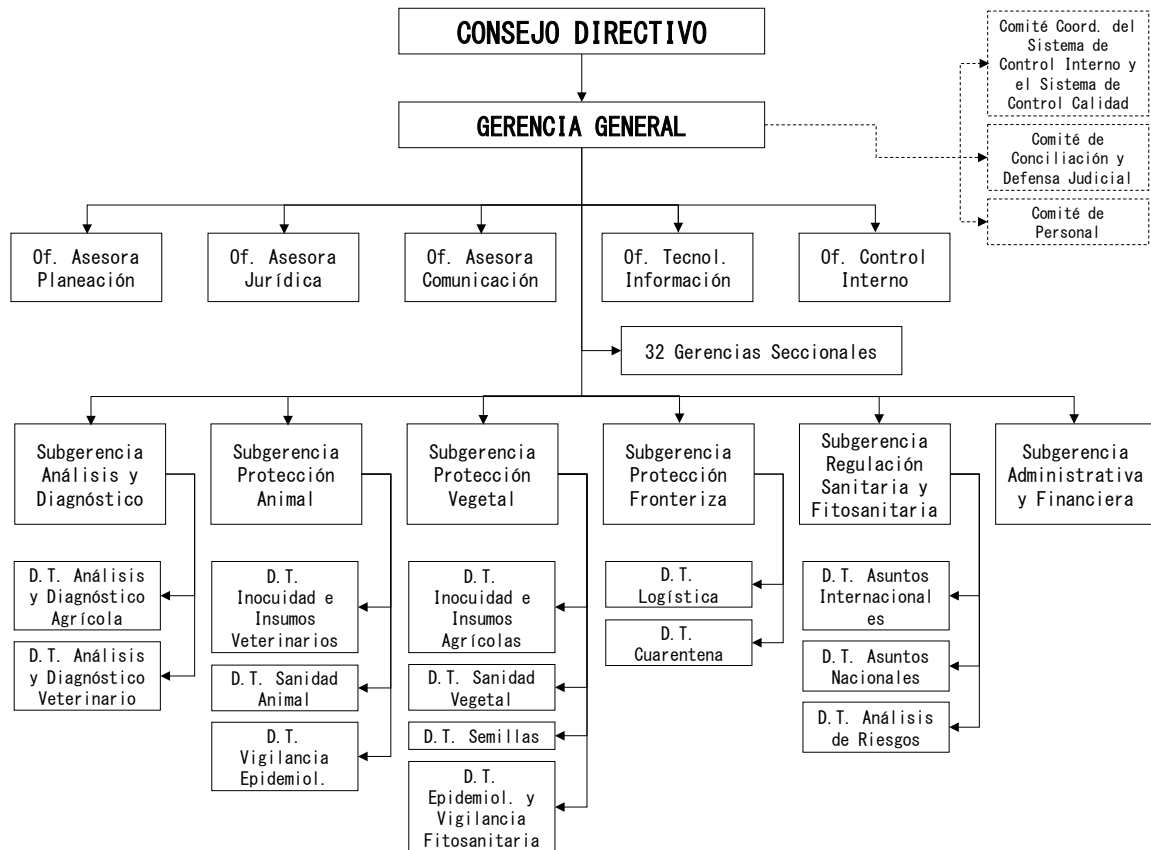 CONSEJO DIRECTIVO
GERENCIA GENERAL
Comité Coord. del
Sistema de
Control Interno y
el Sistema de
Control Calidad
Comité de
Conciliación y
Defensa Judicial
Comité de
Personal
Of. Asesora
Planeación
Of. Asesora
Jurídica
Of. Asesora
Comunicación
Of. Tecnol.
Información
Of. Control
Interno
32 Gerencias Seccionales
Subgerencia
Análisis y
Diagnóstico
Subgerencia
Protección
Animal
Subgerencia
Protección
Vegetal
Subgerencia
Protección
Fronteriza
Subgerencia
Regulación
Sanitaria y
Fitosanitaria
Subgerencia
Administrativa
y Financiera
D.T. Análisis
y Diagnóstico
Agrícola
D.T. Análisis
y Diagnóstico
Veterinario
D.T.
Inocuidad e
Insumos
Veterinarios
D.T. Sanidad
Animal
D.T.
Vigilancia
Epidemiol.
D.T.
Inocuidad e
Insumos
Agrícolas
D.T. Sanidad
Vegetal
D.T. Semillas
D.T.
Epidemiol. y
Vigilancia
Fitosanitaria
D.T.
Logística
D.T.
Cuarentena
D.T. Asuntos
Internacional
es
D.T. Asuntos
Nacionales
D.T. Análisis
de Riesgos